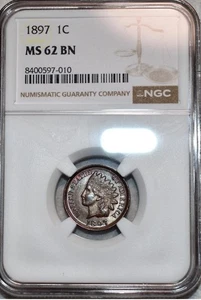 1897 1C
MS 62 BN
8400597-010
NUMISMATIC GUARANTY COMPANY
NGC